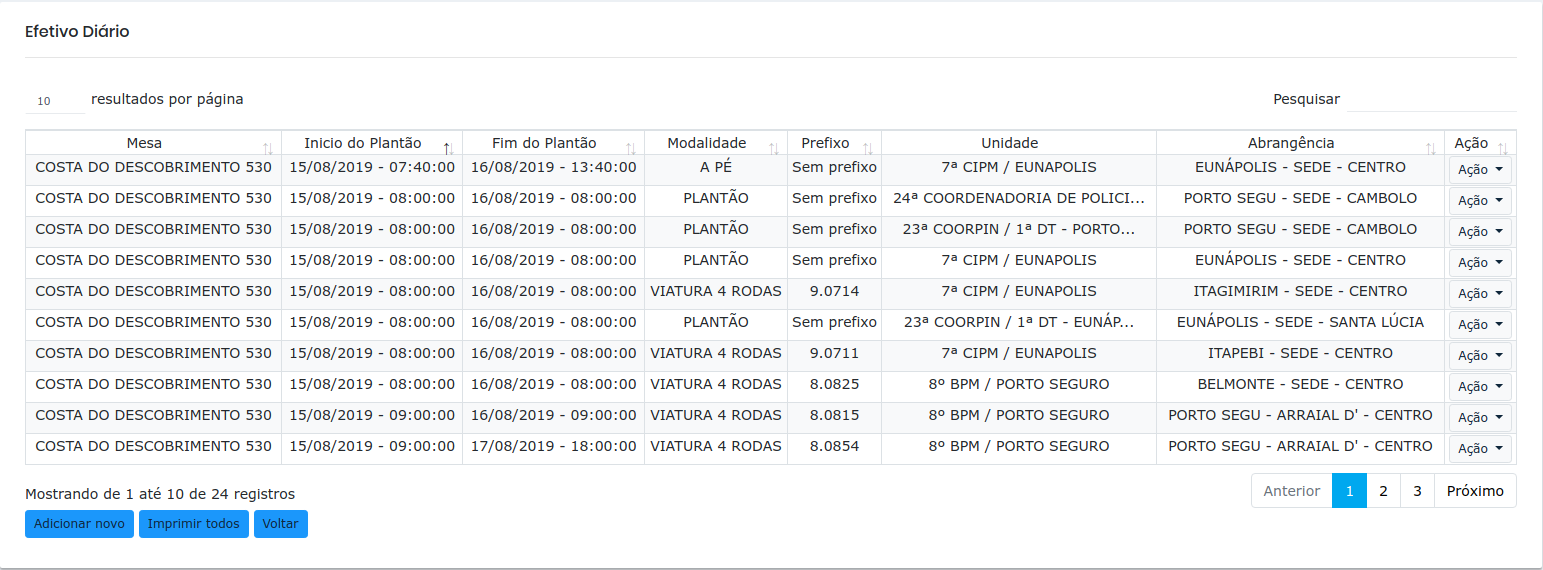 Efetivo Diário
10 resultados por página Pesquisar
Mesa Inicio do Plantão Fim do Plantão Modalidade Prefixo Unidade Abrangência Ação
COSTA DO DESCOBRIMENTO 530 15/08/2019 - 07:40:00 16/08/2019 - 13:40:00 A PÉ Sem prefixo 7ª CIPM / EUNAPOLIS EUNÁPOLIS - SEDE - CENTRO Ação
COSTA DO DESCOBRIMENTO 530 15/08/2019 - 08:00:00 16/08/2019 - 08:00:00 PLANTÃO Sem prefixo 24ª COORDENADORIA DE POLICI... PORTO SEGU - SEDE - CAMBOLO Ação
COSTA DO DESCOBRIMENTO 530 15/08/2019 - 08:00:00 16/08/2019 - 08:00:00 PLANTÃO Sem prefixo 23ª COORPIN / 1ª DT - PORTO... PORTO SEGU - SEDE - CAMBOLO Ação
COSTA DO DESCOBRIMENTO 530 15/08/2019 - 08:00:00 16/08/2019 - 08:00:00 PLANTÃO Sem prefixo 7ª CIPM / EUNAPOLIS EUNÁPOLIS - SEDE - CENTRO Ação
COSTA DO DESCOBRIMENTO 530 15/08/2019 - 08:00:00 16/08/2019 - 08:00:00 VIATURA 4 RODAS 9.0714 7ª CIPM / EUNAPOLIS ITAGIMIRIM - SEDE - CENTRO Ação
COSTA DO DESCOBRIMENTO 530 15/08/2019 - 08:00:00 16/08/2019 - 08:00:00 PLANTÃO Sem prefixo 23ª COORPIN / 1ª DT - EUNÁP... EUNÁPOLIS - SEDE - SANTA LÚCIA Ação
COSTA DO DESCOBRIMENTO 530 15/08/2019 - 08:00:00 16/08/2019 - 08:00:00 VIATURA 4 RODAS 9.0711 7ª CIPM / EUNAPOLIS ITAPEBI - SEDE - CENTRO Ação
COSTA DO DESCOBRIMENTO 530 15/08/2019 - 08:00:00 16/08/2019 - 08:00:00 VIATURA 4 RODAS 8.0825 8º BPM / PORTO SEGURO BELMONTE - SEDE - CENTRO Ação
COSTA DO DESCOBRIMENTO 530 15/08/2019 - 09:00:00 16/08/2019 - 09:00:00 VIATURA 4 RODAS 8.0815 8º BPM / PORTO SEGURO PORTO SEGU - ARRAIAL D' - CENTRO Ação
COSTA DO DESCOBRIMENTO 530 15/08/2019 - 09:00:00 17/08/2019 - 18:00:00 VIATURA 4 RODAS 8.0854 8º BPM / PORTO SEGURO PORTO SEGU - ARRAIAL D' - CENTRO Ação
Mostrando de 1 até 10 de 24 registros Anterior 1 2 3 Próximo
Adicionar novo Imprimir todos Voltar